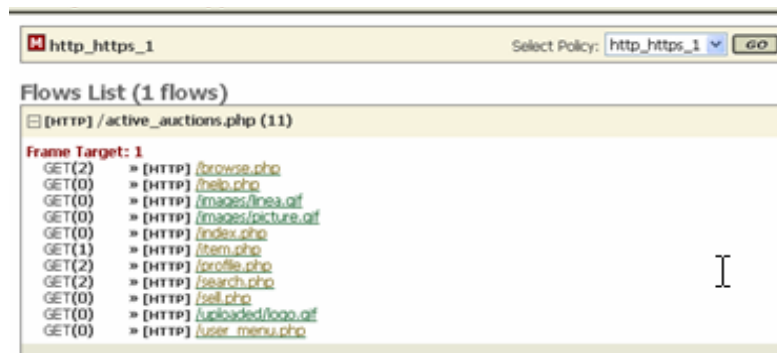 M http_https_1 Select Policy: http_https_1 GO
Flows List (1 flows)
[HTTP] /active_auctions.php (11)
Frame Target: 1
GET(2) » [HTTP] /browse.php
GET(0) » [HTTP] /help.php
GET(0) » [HTTP] /images/linea.gif
GET(0) » [HTTP] /images/picture.gif
GET(0) » [HTTP] /index.php
GET(1) » [HTTP] /item.php
GET(2) » [HTTP] /profile.php
GET(2) » [HTTP] /search.php
GET(0) » [HTTP] /sell.php
GET(0) » [HTTP] /uploaded/logo.gif
GET(0) » [HTTP] /user_menu.php